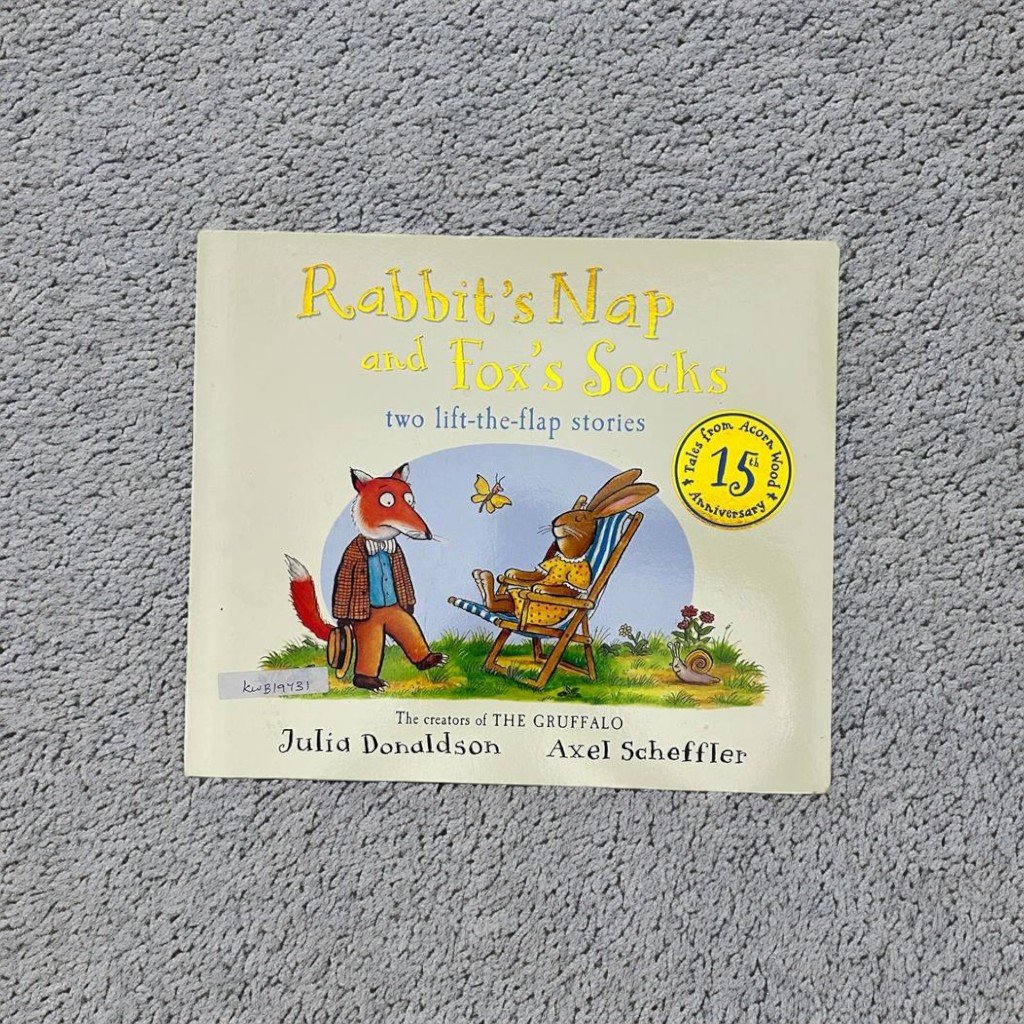 Rabbit's Nap
and Fox's Socks
two lift-the-flap stories
Tales from Acorn Wood
15th
Anniversary
KWB19431
The creators of THE GRUFFALO
Julia Donaldson Axel Scheffler